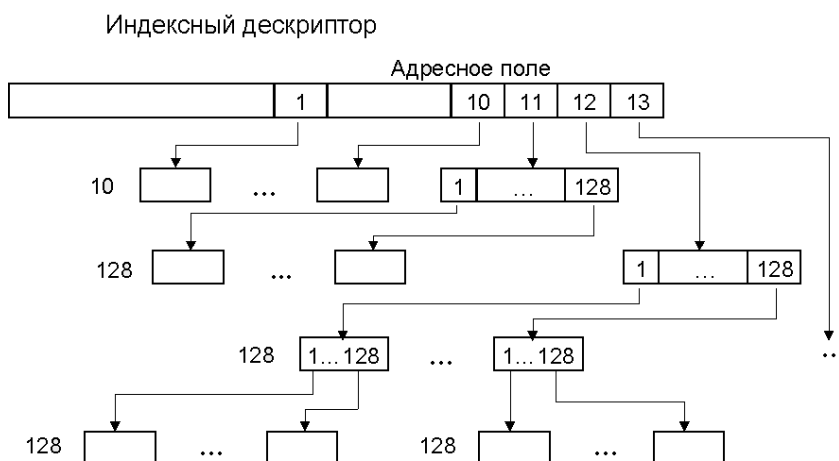 Индексный дескриптор
Адресное поле
1 10 11 12 13
10 ... 1 ... 128
128 ... 1 ... 128
128 1...128 ... 1...128 ..
128 ... 128 ...